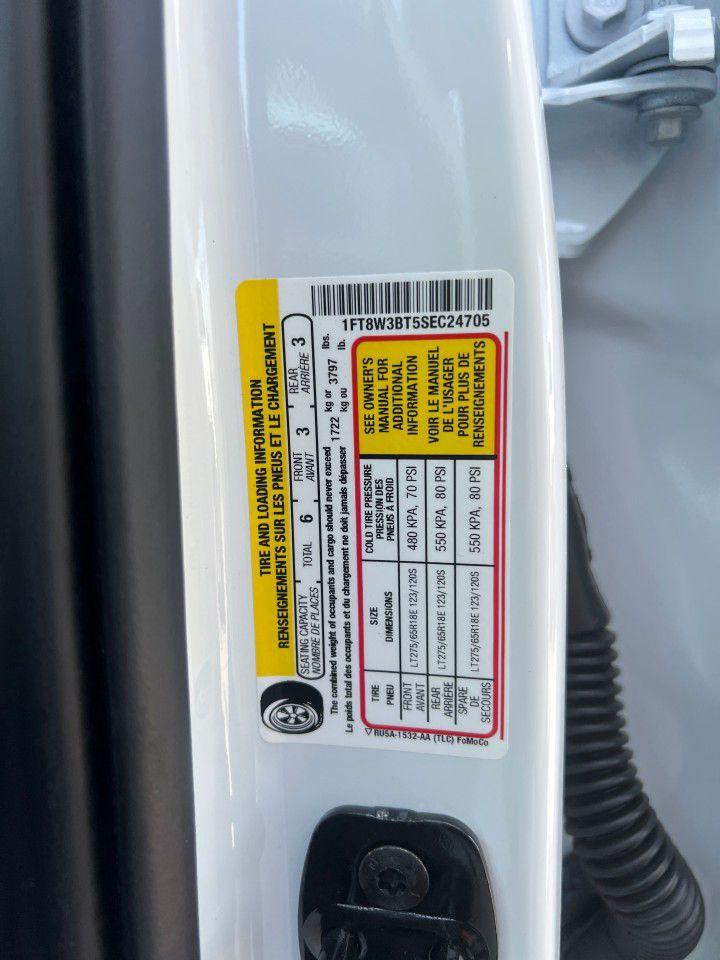 1FT8W3BT5SEC24705
TIRE AND LOADING INFORMATION
RENSEIGNEMENTS SUR LES PNEUS ET LE CHARGEMENT
SEATING CAPACITY TOTAL 6 FRONT 3 REAR 3
NOMBRE DE PLACES AVANT ARRIÈRE
The combined weight of occupants and cargo should never exceed 1722 kg or 3797 lbs.
Le poids total des occupants et du chargement ne doit jamais dépasser kg ou lb.
TIRE SIZE COLD TIRE PRESSURE
PNEU DIMENSIONS PRESSION DES
PNEUS À FROID
FRONT LT275/65R18E 123/120S 480 KPA, 70 PSI
AVANT
REAR LT275/65R18E 123/120S 550 KPA, 80 PSI
ARRIÈRE
SPARE LT275/65R18E 123/120S 550 KPA, 80 PSI
DE
SECOURS
SEE OWNER'S
MANUAL FOR
ADDITIONAL
INFORMATION
VOIR LE MANUEL
DE L'USAGER
POUR PLUS DE
RENSEIGNEMENTS
RU5A-1532-AA (TLC) FoMoCo